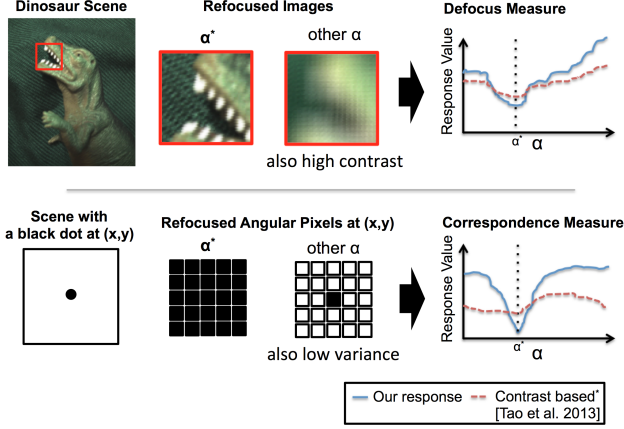 Dinosaur Scene
Refocused Images
Defocus Measure
α*
other α
also high contrast
Response Value
α*
α
Scene with
a black dot at (x,y)
Refocused Angular Pixels at (x,y)
Correspondence Measure
α*
other α
also low variance
Response Value
α*
α
Our response
Contrast based*
[Tao et al. 2013]